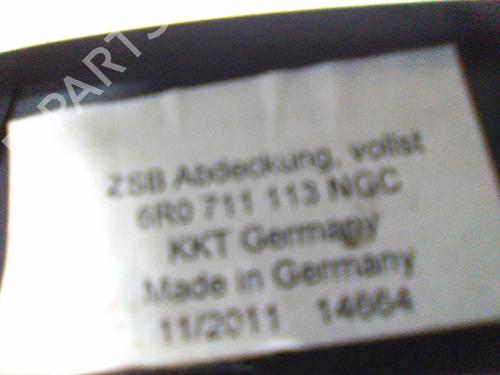 ZSB Abdeckung, vollst
6R0 711 113 NGC
KKT Germany
Made in Germany
11/2011 14664